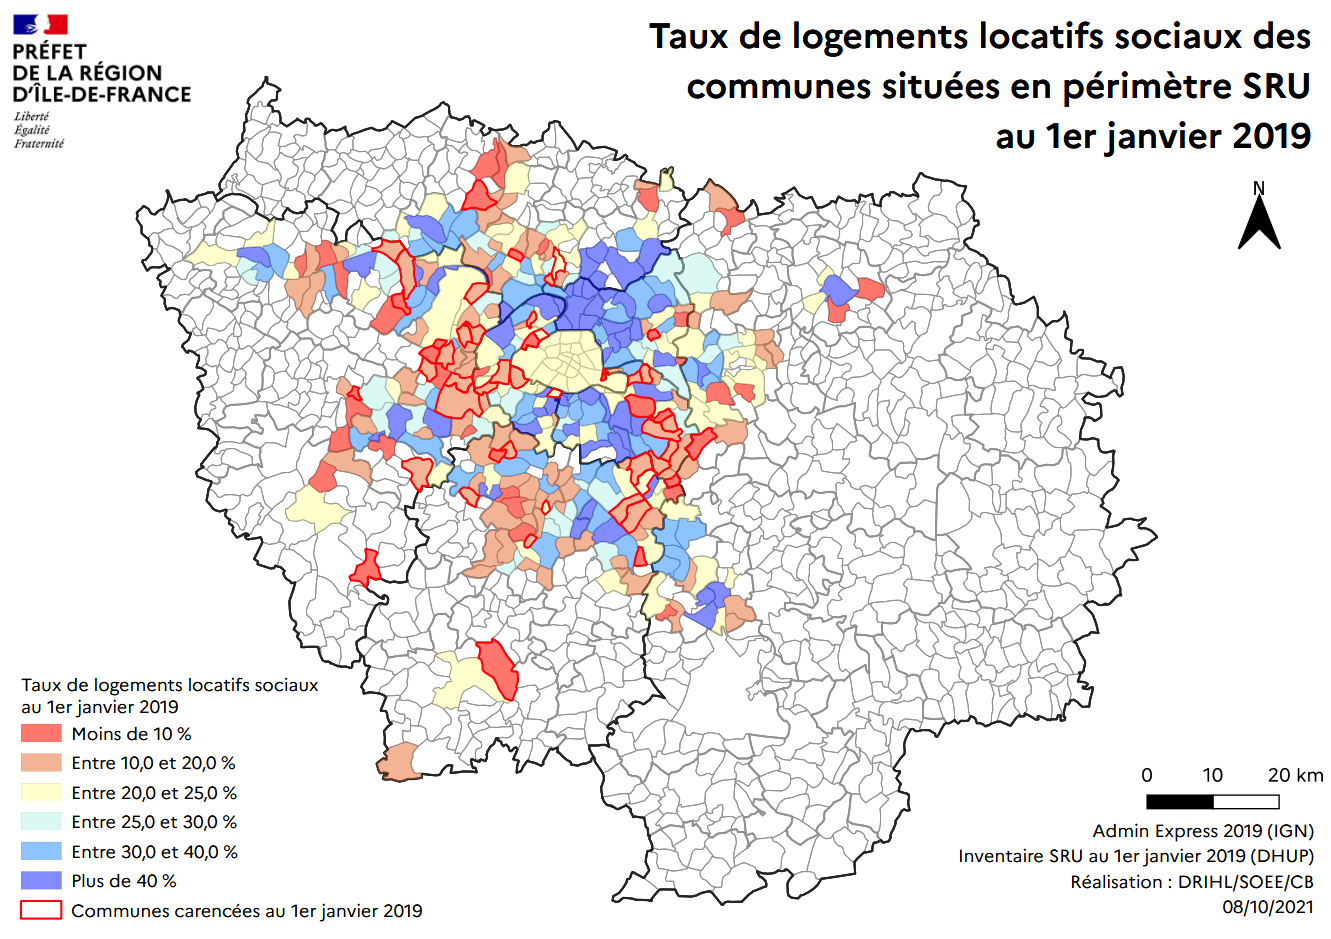 PRÉFET
DE LA RÉGION
D'ÎLE-DE-FRANCE
Liberté
Égalité
Fraternité
Taux de logements locatifs sociaux des
communes situées en périmètre SRU
au 1er janvier 2019
N
Taux de logements locatifs sociaux
au 1er janvier 2019
Moins de 10 %
Entre 10,0 et 20,0 %
Entre 20,0 et 25,0 %
Entre 25,0 et 30,0 %
Entre 30,0 et 40,0 %
Plus de 40 %
Communes carencées au 1er janvier 2019
0 10 20 km
Admin Express 2019 (IGN)
Inventaire SRU au 1er janvier 2019 (DHUP)
Réalisation : DRIHL/SOEE/CB
08/10/2021